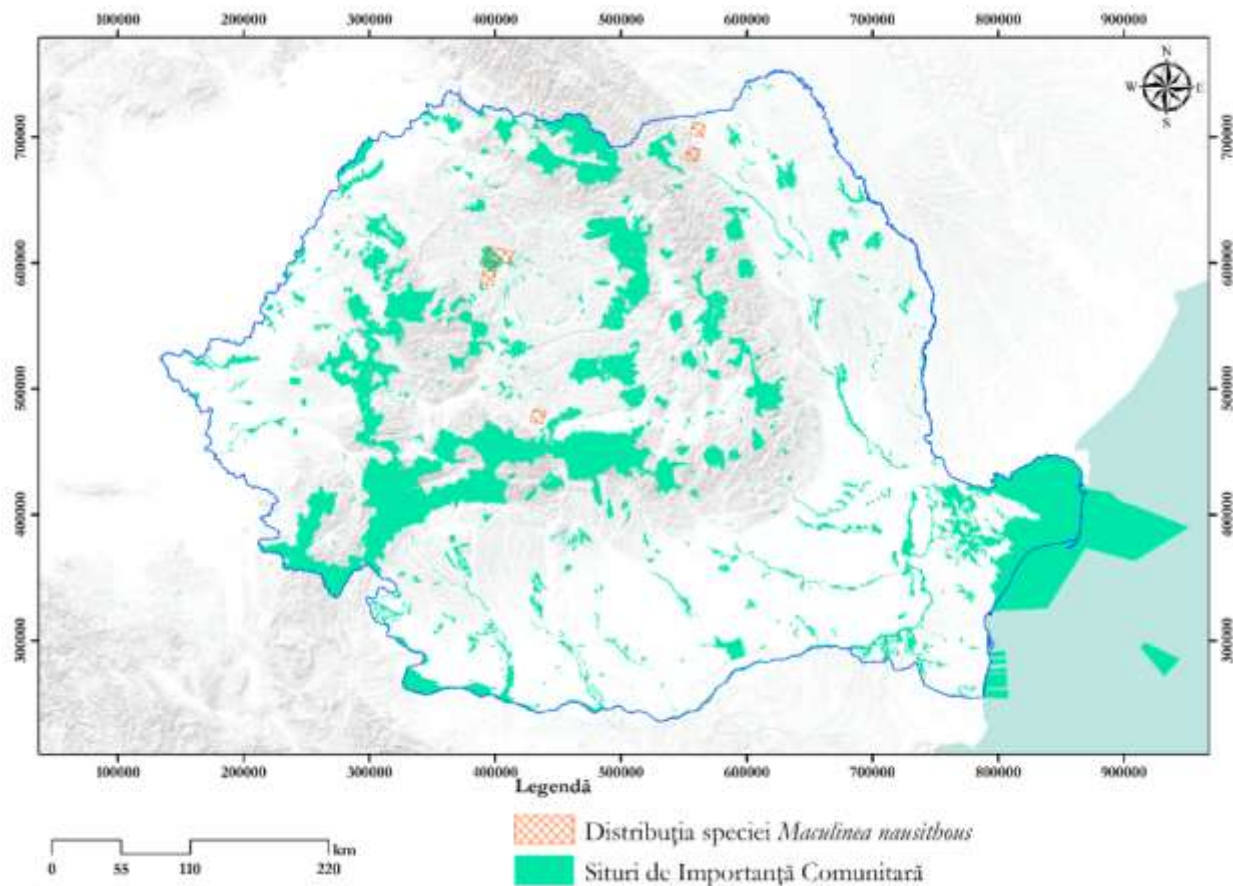 100000 200000 300000 400000 500000 600000 700000 800000 900000
N
W E
S
700000 700000
600000 600000
500000 500000
400000 400000
300000 300000
100000 200000 300000 400000 500000 600000 700000 800000 900000
Legendă
Distribuția speciei Maculinea nausithous
km
0 55 110 220
Situri de Importanță Comunitară